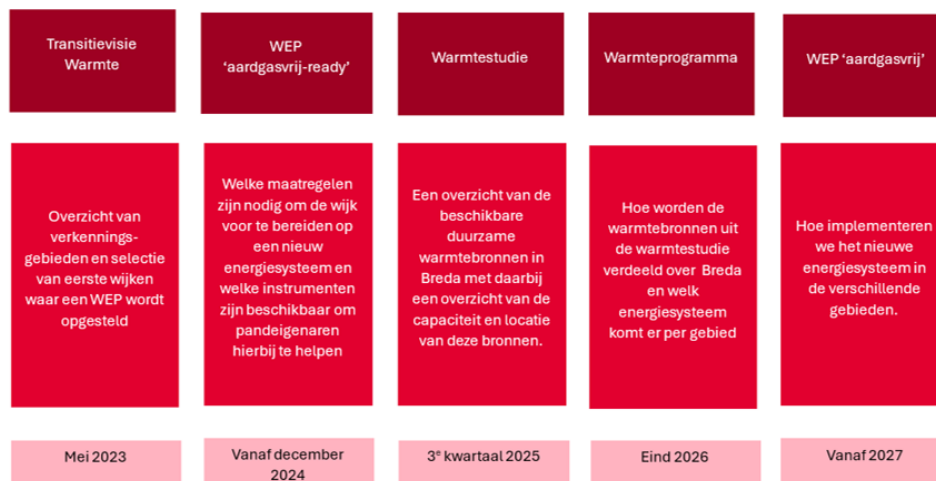 Transitievisie
Warmte
WEP
‘aardgasvrij-ready’
Warmtestudie
Warmteprogramma
WEP ‘aardgasvrij’
Overzicht van
verkennings-
gebieden en selectie
van eerste wijken
waar een WEP wordt
opgesteld
Welke maatregelen
zijn nodig om de wijk
voor te bereiden op
een nieuw
energiesysteem en
welke instrumenten
zijn beschikbaar om
pandeigenaren
hierbij te helpen
Een overzicht van de
beschikbare
duurzame
warmtebronnen in
Breda met daarbij
een overzicht van de
capaciteit en locatie
van deze bronnen.
Hoe worden de
warmtebronnen uit
de warmtestudie
verdeeld over Breda
en welk
energiesysteem
komt er per gebied
Hoe implementeren
we het nieuwe
energiesysteem in
de verschillende
gebieden.
Mei 2023
Vanaf december
2024
3e kwartaal 2025
Eind 2026
Vanaf 2027